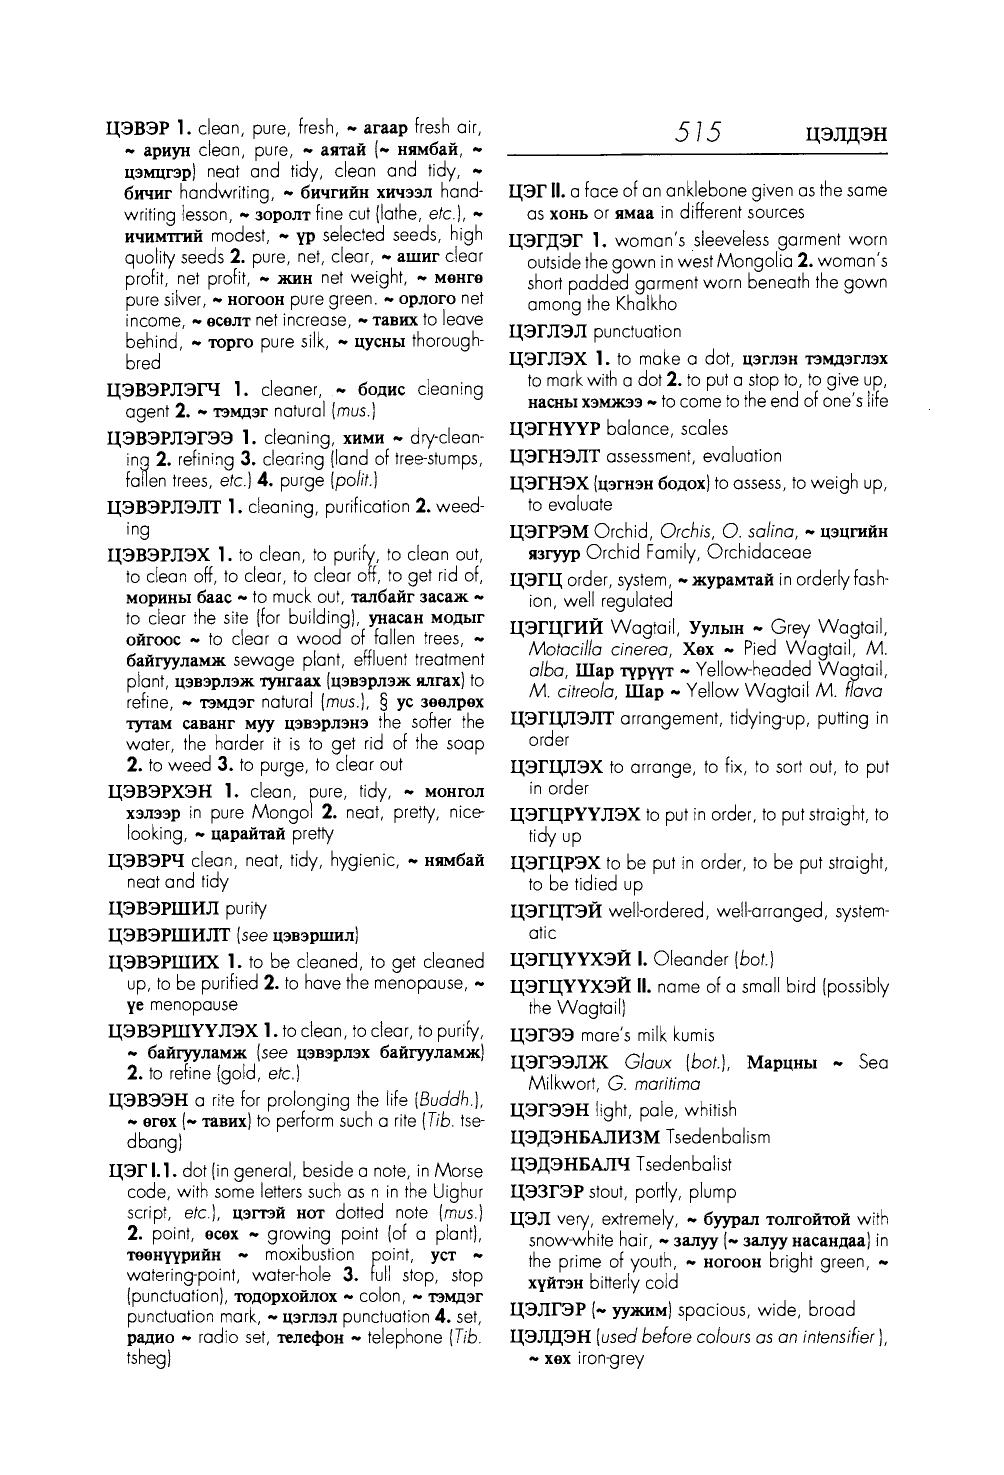 ЦЭВЭР 1. clean, pure, fresh, ~ агаар fresh air,
~ ариун clean, pure, ~ аятай (~ нямбай, ~
цэмцгэр) neat and tidy, clean and tidy, ~
бичиг handwriting, ~ бичгийн хичээл hand-
writing lesson, ~ зоролт fine cut (lathe, etc.), ~
ичимтгий modest, ~ үр selected seeds, high
quality seeds 2. pure, net, clear, ~ ашиг clear
profit, net profit, ~ жин net weight, ~ мөнгө
pure silver, ~ ногоон pure green. ~ орлого net
income, ~ өсөлт net increase, ~ тавих to leave
behind, ~ торго pure silk, ~ цусны thorough-
bred
ЦЭВЭРЛЭГЧ 1. cleaner, ~ бодис cleaning
agent 2. ~ тэмдэг natural (mus.)
ЦЭВЭРЛЭГЭЭ 1. cleaning, хими ~ dry-clean-
ing 2. refining 3. clearing (land of tree-stumps,
fallen trees, etc.) 4. purge (polit.)
ЦЭВЭРЛЭЛТ 1. cleaning, purification 2. weed-
ing
ЦЭВЭРЛЭХ 1. to clean, to purify, to clean out,
to clean off, to clear, to clear off, to get rid of,
морины баас ~ to muck out, талбайг засаж ~
to clear the site (for building), унасан модыг
ойгоос ~ to clear a wood of fallen trees, ~
байгууламж sewage plant, effluent treatment
plant, цэвэрлэж тунгаах (цэвэрлэж ялгах) to
refine, ~ тэмдэг natural (mus.), § ус зөөлрөх
тутам саванг муу цэвэрлэнэ the softer the
water, the harder it is to get rid of the soap
2. to weed 3. to purge, to clear out
ЦЭВЭРХЭН 1. clean, pure, tidy, ~ монгол
хэлээр in pure Mongol 2. neat, pretty, nice-
looking, ~ царайтай pretty
ЦЭВЭРЧ clean, neat, tidy, hygienic, ~ нямбай
neat and tidy
ЦЭВЭРШИЛ purity
ЦЭВЭРШИЛТ (see цэвэршил)
ЦЭВЭРШИХ 1. to be cleaned, to get cleaned
up, to be purified 2. to have the menopause, ~
үе menopause
ЦЭВЭРШҮҮЛЭХ 1. to clean, to clear, to purify,
~ байгууламж (see цэвэрлэх байгууламж)
2. to refine (gold, etc.)
ЦЭВЭЭН a rite for prolonging the life (Buddh.),
~ өгөх (~ тавих) to perform such a rite (Tib. tse-
dbang)
ЦЭГ I.1. dot (in general, beside a note, in Morse
code, with some letters such as n in the Uighur
script, etc.), цэгтэй нот dotted note (mus.)
2. point, өсөх ~ growing point (of a plant),
төөнүүрийн ~ moxibustion point, уст ~
watering-point, water-hole 3. full stop, stop
(punctuation), тодорхойлох ~ colon, ~ тэмдэг
punctuation mark, ~ цэглэл punctuation 4. set,
радио ~ radio set, телефон ~ telephone (Tib.
tsheg)
515 ЦЭЛДЭН
ЦЭГ II. a face of an anklebone given as the same
as хонь or ямаа in different sources
ЦЭГДЭГ 1. woman's sleeveless garment worn
outside the gown in west Mongolia 2. woman's
short padded garment worn beneath the gown
among the Khalkha
ЦЭГЛЭЛ punctuation
ЦЭГЛЭХ 1. to make a dot, цэглэн тэмдэглэх
to mark with a dot 2. to put a stop to, to give up,
насны хэмжээ ~ to come to the end of one's life
ЦЭГНҮҮР balance, scales
ЦЭГНЭЛТ assessment, evaluation
ЦЭГНЭХ (цэгнэн бодох) to assess, to weigh up,
to evaluate
ЦЭГРЭМ Orchid, Orchis, O. salina, ~ цэцгийн
язгуур Orchid Family, Orchidaceae
ЦЭГЦ order, system, ~ журамтай in orderly fash-
ion, well regulated
ЦЭГЦГИЙ Wagtail, Уулын ~ Grey Wagtail,
Motacilla cinerea, Хөх ~ Pied Wagtail, M.
alba, Шар түрүүт ~ Yellow-headed Wagtail,
M. citreola, Шар ~ Yellow Wagtail M. flava
ЦЭГЦЛЭЛТ arrangement, tidying-up, putting in
order
ЦЭГЦЛЭХ to arrange, to fix, to sort out, to put
in order
ЦЭГЦРҮҮЛЭХ to put in order, to put straight, to
tidy up
ЦЭГЦРЭХ to be put in order, to be put straight,
to be tidied up
ЦЭГЦТЭЙ well-ordered, well-arranged, system-
atic
ЦЭГЦҮҮХЭЙ I. Oleander (bot.)
ЦЭГЦҮҮХЭЙ II. name of a small bird (possibly
the Wagtail)
ЦЭГЭЭ mare's milk kumis
ЦЭГЭЭЛЖ Glaux (bot.), Марцны ~ Sea
Milkwort, G. maritima
ЦЭГЭЭН light, pale, whitish
ЦЭДЭНБАЛИЗМ Tsedenbalism
ЦЭДЭНБАЛЧ Tsedenbalist
ЦЭЗГЭР stout, portly, plump
ЦЭЛ very, extremely, ~ буурал толгойтой with
snow-white hair, ~ залуу (~ залуу насандаа) in
the prime of youth, ~ ногоон bright green, ~
хүйтэн bitterly cold
ЦЭЛГЭР (~ уужим) spacious, wide, broad
ЦЭЛДЭН (used before colours as an intensifier),
~ хөх iron-grey